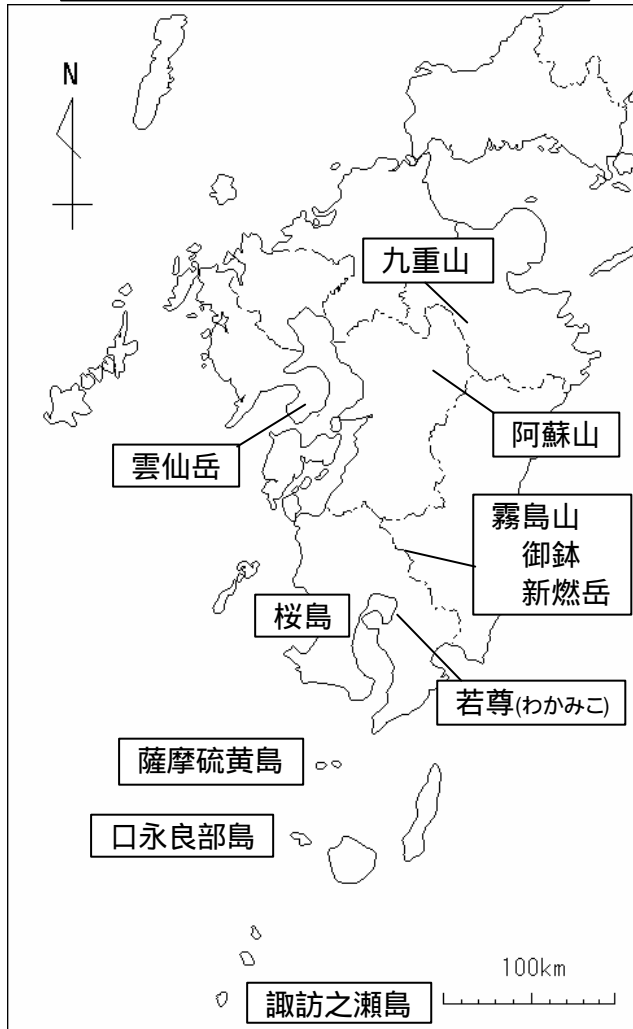 N
九重山
阿蘇山
雲仙岳
霧島山
御鉢
新燃岳
桜島
若尊(わかみこ)
薩摩硫黄島
口永良部島
100km
諏訪之瀬島